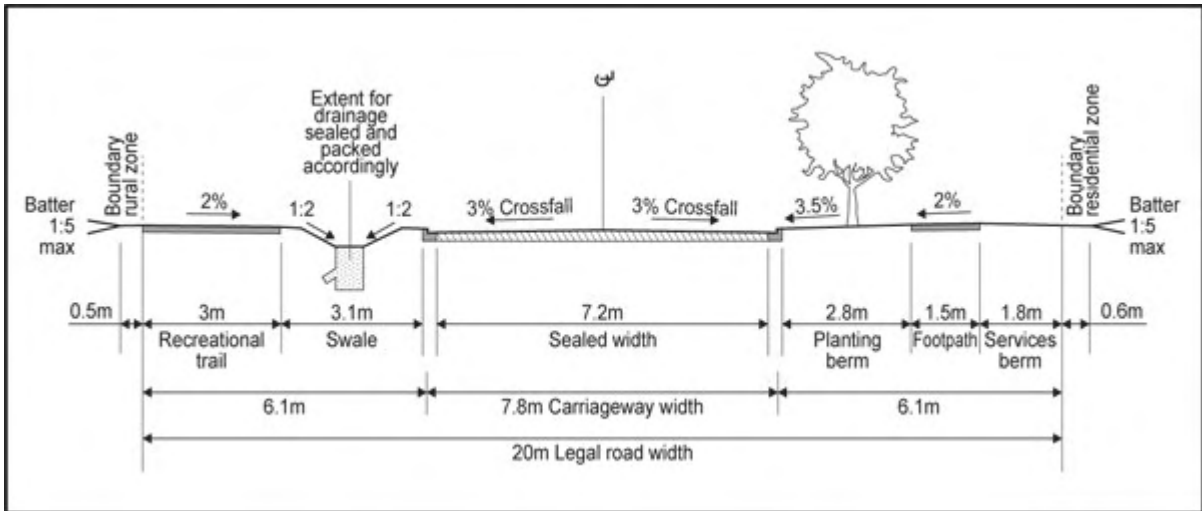 Extent for
drainage
sealed and
packed
accordingly
Boundary
rural zone
Boundary
residential zone
Batter
1:5
max
2%
1:2
1:2
3% Crossfall
3% Crossfall
3.5%
2%
Batter
1:5
max
0.5m
3m
3.1m
7.2m
2.8m
1.5m
1.8m
0.6m
Recreational
trail
Swale
Sealed width
Planting
berm
Footpath
Services
berm
6.1m
7.8m Carriageway width
6.1m
20m Legal road width